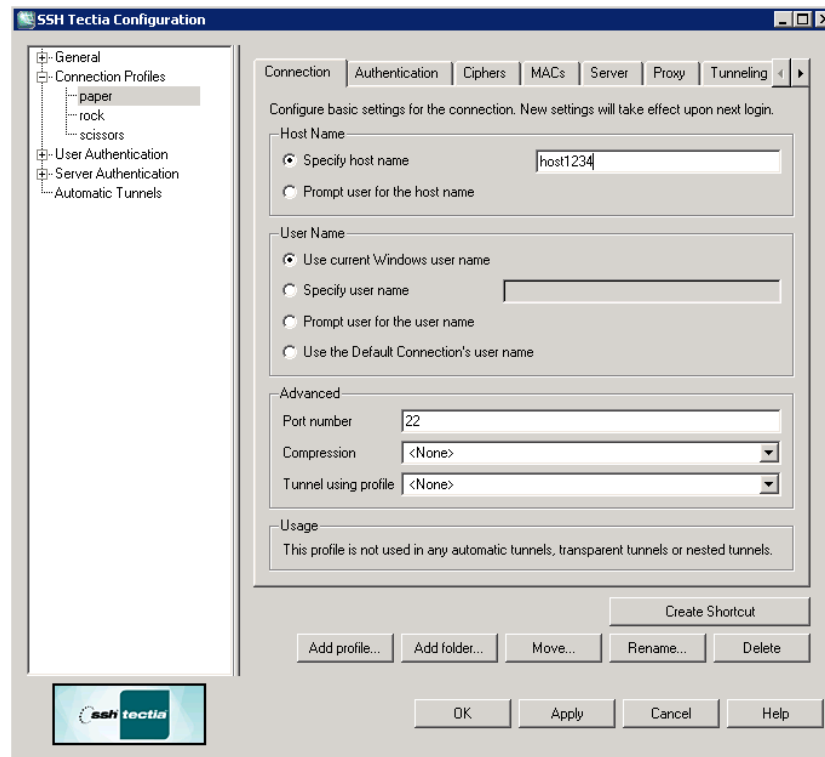 SSH Tectia Configuration
General
Connection Profiles
paper
rock
scissors
User Authentication
Server Authentication
Automatic Tunnels
Connection
Authentication
Ciphers
MACs
Server
Proxy
Tunneling
Configure basic settings for the connection. New settings will take effect upon next login.
Host Name
Specify host name
host1234
Prompt user for the host name
User Name
Use current Windows user name
Specify user name
Prompt user for the user name
Use the Default Connection's user name
Advanced
Port number
22
Compression
<None>
Tunnel using profile
<None>
Usage
This profile is not used in any automatic tunnels, transparent tunnels or nested tunnels.
Create Shortcut
Add profile...
Add folder...
Move...
Rename...
Delete
ssh tectia
OK
Apply
Cancel
Help